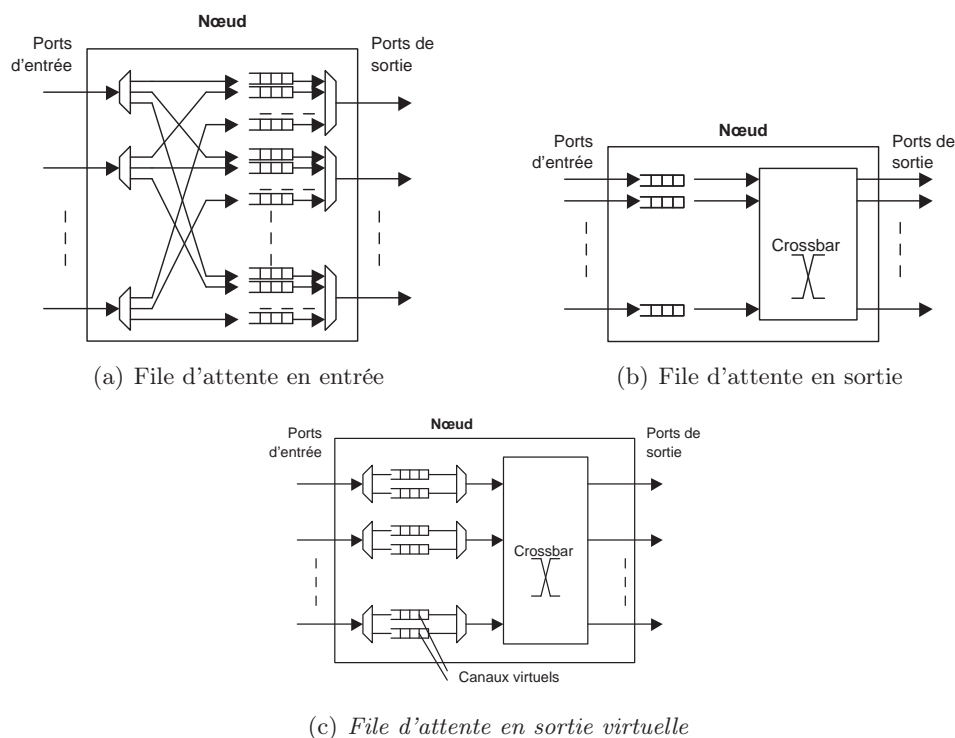 Nœud
Ports
d'entrée
Ports de
sortie
(a) File d'attente en entrée
Nœud
Ports
d'entrée
Ports de
sortie
Crossbar
(b) File d'attente en sortie
Nœud
Ports
d'entrée
Ports de
sortie
Crossbar
Canaux virtuels
(c) File d'attente en sortie virtuelle